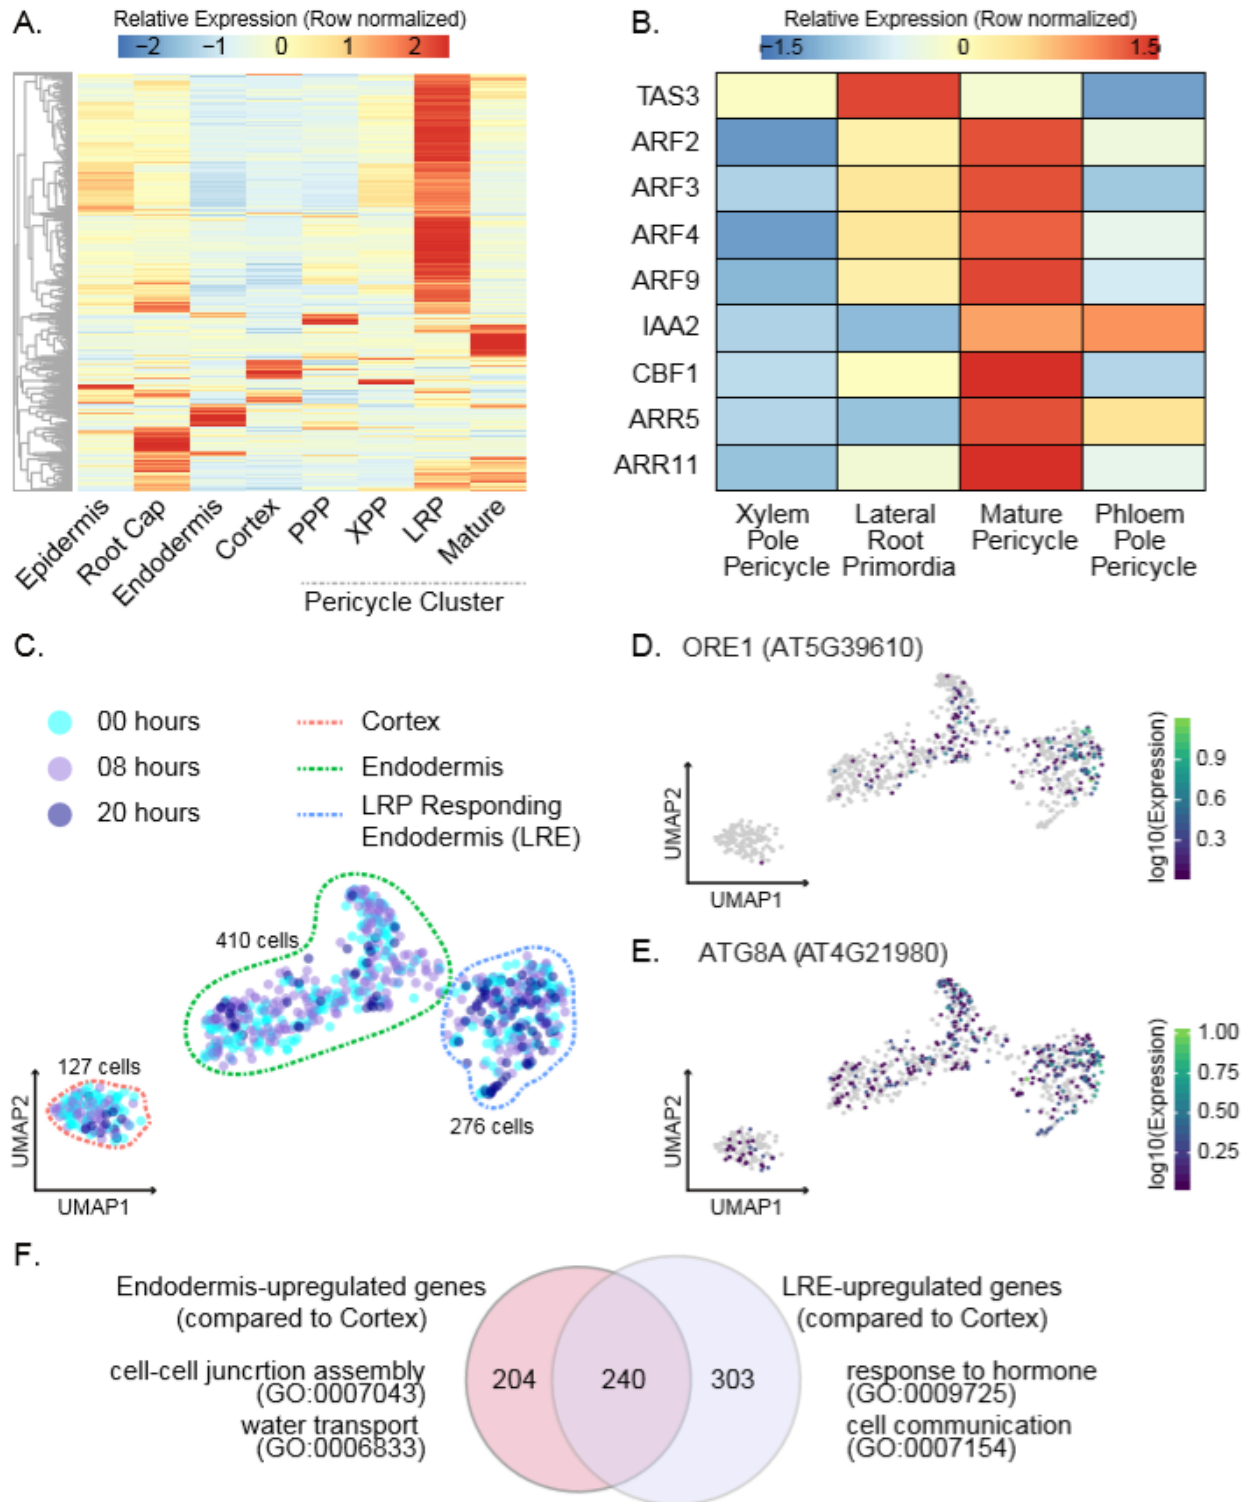 A.
Relative Expression (Row normalized)
−2 −1 0 1 2
Epidermis
Root Cap
Endodermis
Cortex
PPP
XPP
LRP
Mature
Pericycle Cluster
B.
Relative Expression (Row normalized)
−1.5 0 1.5
TAS3
ARF2
ARF3
ARF4
ARF9
IAA2
CBF1
ARR5
ARR11
Xylem
Pole
Pericycle
Lateral
Root
Primordia
Mature
Pericycle
Phloem
Pole
Pericycle
C.
00 hours
08 hours
20 hours
Cortex
Endodermis
LRP Responding
Endodermis (LRE)
410 cells
127 cells
276 cells
UMAP2
UMAP1
D. ORE1 (AT5G39610)
UMAP2
UMAP1
log10(Expression)
0.9
0.6
0.3
E. ATG8A (AT4G21980)
UMAP2
UMAP1
log10(Expression)
1.00
0.75
0.50
0.25
F.
Endodermis-upregulated genes
(compared to Cortex)
cell-cell juncrtion assembly
(GO:0007043)
water transport
(GO:0006833)
204 240 303
LRE-upregulated genes
(compared to Cortex)
response to hormone
(GO:0009725)
cell communication
(GO:0007154)